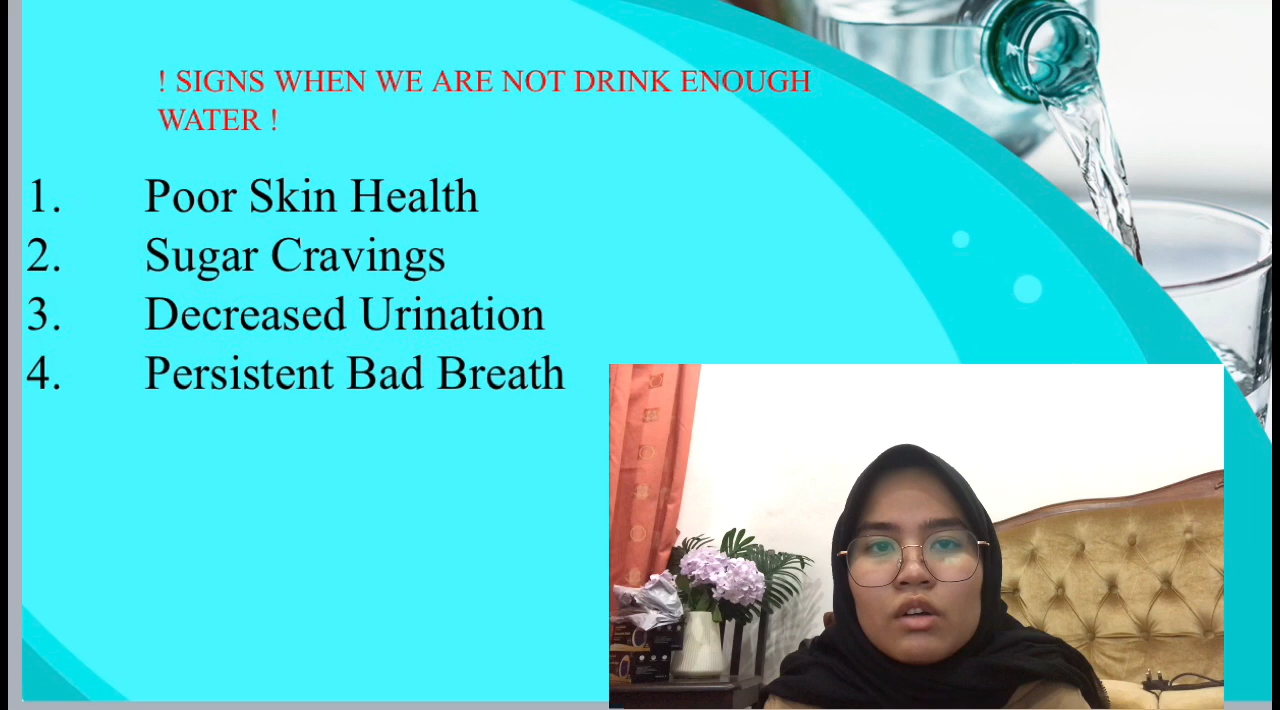 ! SIGNS WHEN WE ARE NOT DRINK ENOUGH
WATER !
1. Poor Skin Health
2. Sugar Cravings
3. Decreased Urination
4. Persistent Bad Breath